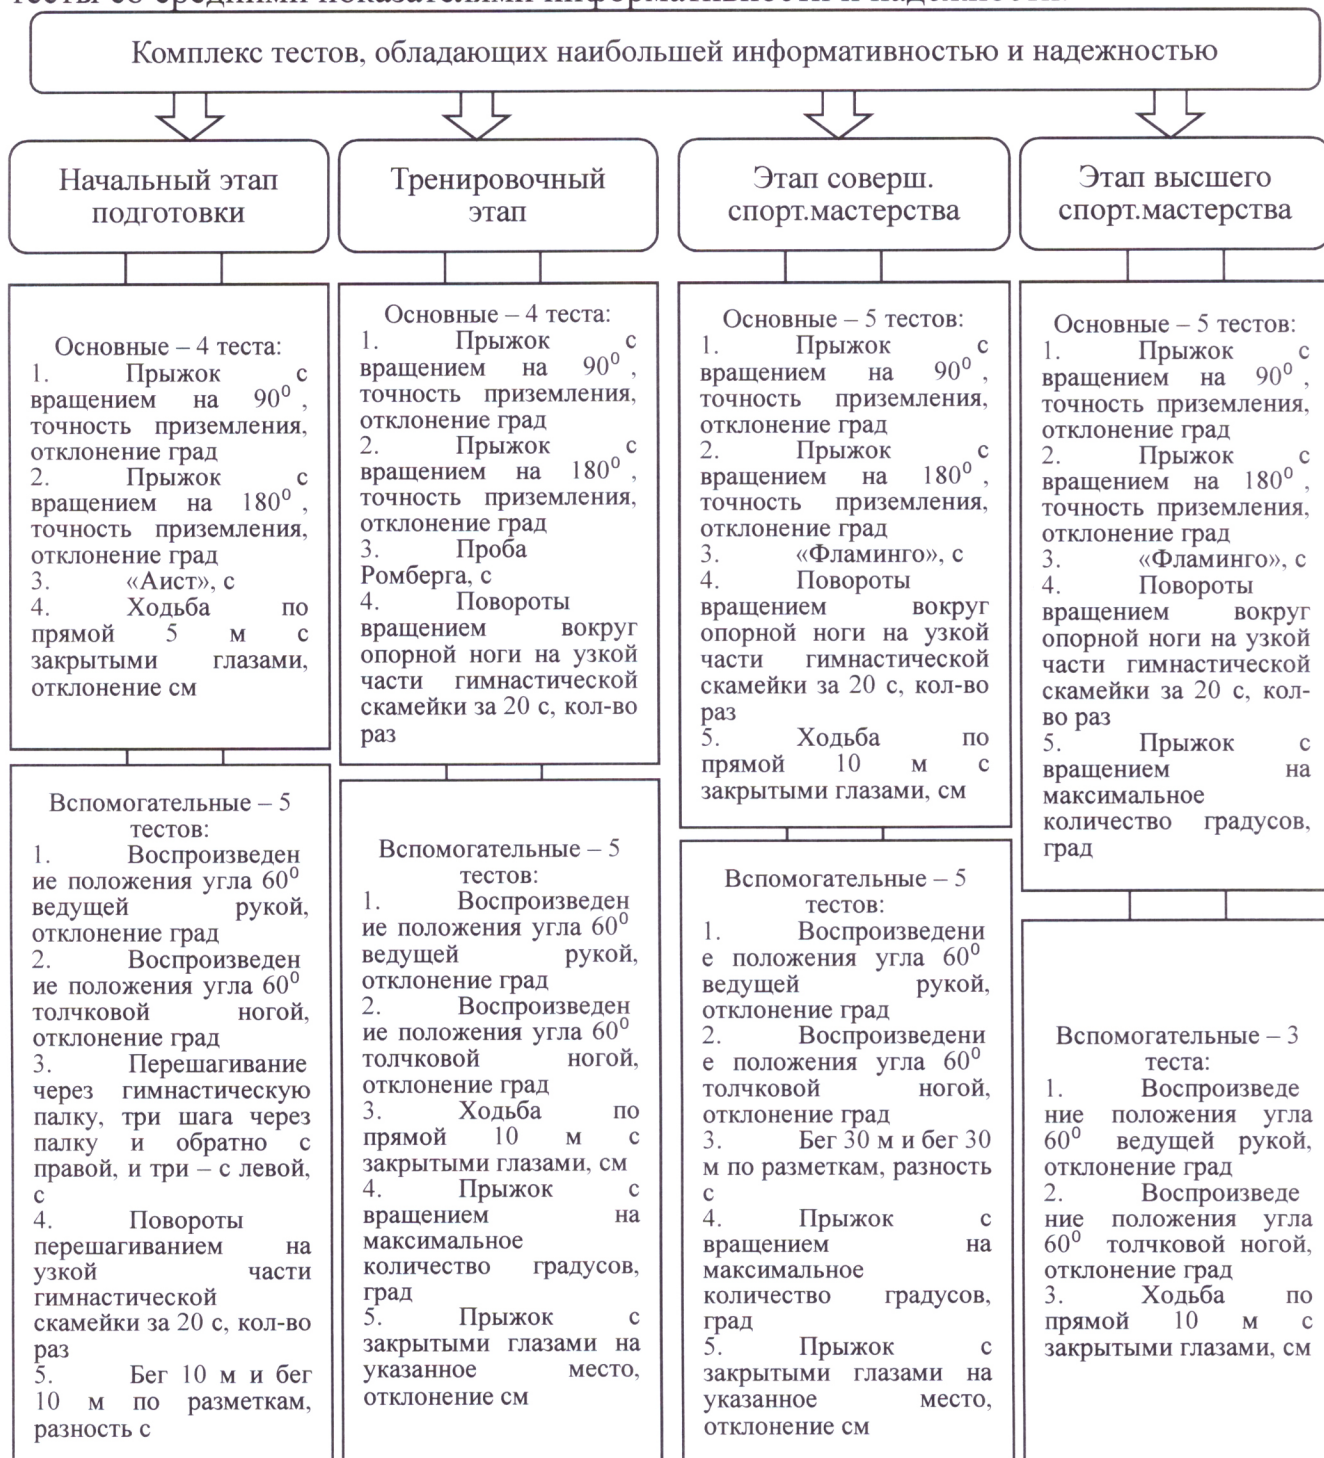 тесты со средними показателями информативности и надежности.
Комплекс тестов, обладающих наибольшей информативностью и надежностью
Начальный этап
подготовки
Основные – 4 теста:
1. Прыжок с
вращением на 90⁰ ,
точность приземления,
отклонение град
2. Прыжок с
вращением на 180⁰ ,
точность приземления,
отклонение град
3. «Аист», с
4. Ходьба по
прямой 5 м с
закрытыми глазами,
отклонение см
Вспомогательные – 5
тестов:
1. Воспроизведен
ие положения угла 60⁰
ведущей рукой,
отклонение град
2. Воспроизведен
ие положения угла 60⁰
толчковой ногой,
отклонение град
3. Перешагивание
через гимнастическую
палку, три шага через
палку и обратно с
правой, и три – с левой,
с
4. Повороты
перешагиванием на
узкой части
гимнастической
скамейки за 20 с, кол-во
раз
5. Бег 10 м и бег
10 м по разметкам,
разность с
Тренировочный
этап
Основные – 4 теста:
1. Прыжок с
вращением на 90⁰ ,
точность приземления,
отклонение град
2. Прыжок с
вращением на 180⁰ ,
точность приземления,
отклонение град
3. Проба
Ромберга, с
4. Повороты
вращением вокруг
опорной ноги на узкой
части гимнастической
скамейки за 20 с, кол-во
раз
Вспомогательные – 5
тестов:
1. Воспроизведен
ие положения угла 60⁰
ведущей рукой,
отклонение град
2. Воспроизведен
ие положения угла 60⁰
толчковой ногой,
отклонение град
3. Ходьба по
прямой 10 м с
закрытыми глазами, см
4. Прыжок с
вращением на
максимальное
количество градусов,
град
5. Прыжок с
закрытыми глазами на
указанное место,
отклонение см
Этап соверш.
спорт.мастерства
Основные – 5 тестов:
1. Прыжок с
вращением на 90⁰ ,
точность приземления,
отклонение град
2. Прыжок с
вращением на 180⁰ ,
точность приземления,
отклонение град
3. «Фламинго», с
4. Повороты
вращением вокруг
опорной ноги на узкой
части гимнастической
скамейки за 20 с, кол-во
раз
5. Ходьба по
прямой 10 м с
закрытыми глазами, см
Вспомогательные – 5
тестов:
1. Воспроизведени
е положения угла 60⁰
ведущей рукой,
отклонение град
2. Воспроизведени
е положения угла 60⁰
толчковой ногой,
отклонение град
3. Бег 30 м и бег 30
м по разметкам, разность
с
4. Прыжок с
вращением на
максимальное
количество градусов,
град
5. Прыжок с
закрытыми глазами на
указанное место,
отклонение см
Этап высшего
спорт.мастерства
Основные – 5 тестов:
1. Прыжок с
вращением на 90⁰ ,
точность приземления,
отклонение град
2. Прыжок с
вращением на 180⁰ ,
точность приземления,
отклонение град
3. «Фламинго», с
4. Повороты
вращением вокруг
опорной ноги на узкой
части гимнастической
скамейки за 20 с, кол-
во раз
5. Прыжок с
вращением на
максимальное
количество градусов,
град
Вспомогательные – 3
теста:
1. Воспроизведе
ние положения угла
60⁰ ведущей рукой,
отклонение град
2. Воспроизведе
ние положения угла
60⁰ толчковой ногой,
отклонение град
3. Ходьба по
прямой 10 м с
закрытыми глазами, см